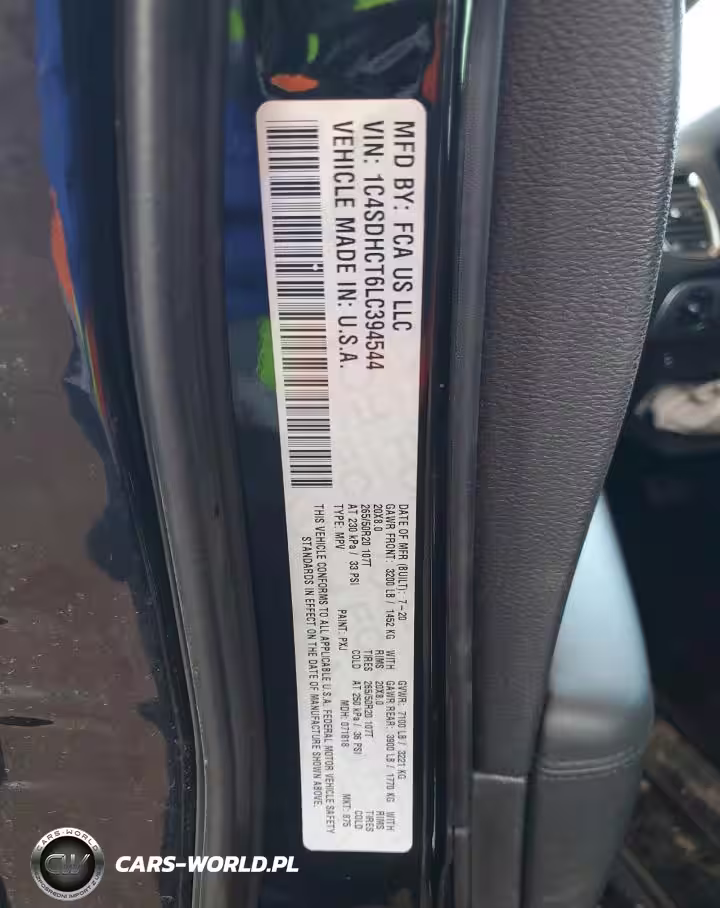 MFD BY: FCA US LLC
VIN: 1C4SDHCT6LC394544
VEHICLE MADE IN: U.S.A.
DATE OF MFR (BUILT): 7-20 GVWR: 7100 LB / 3221 KG
GAWR FRONT: 3200 LB / 1452 KG WITH GAWR REAR: 3900 LB / 1770 KG WITH
20X8.0 RIMS 20X8.0 RIMS
265/50R20 107T TIRES 265/50R20 107T TIRES
AT 230 kPa / 33 PSI COLD AT 250 kPa / 36 PSI COLD
TYPE: MPV PAINT: PXJ MDH: 071818 MKT: 875
THIS VEHICLE CONFORMS TO ALL APPLICABLE U.S.A. FEDERAL MOTOR VEHICLE SAFETY
STANDARDS IN EFFECT ON THE DATE OF MANUFACTURE SHOWN ABOVE.
CARS-WORLD
CW
CARS-WORLD.PL